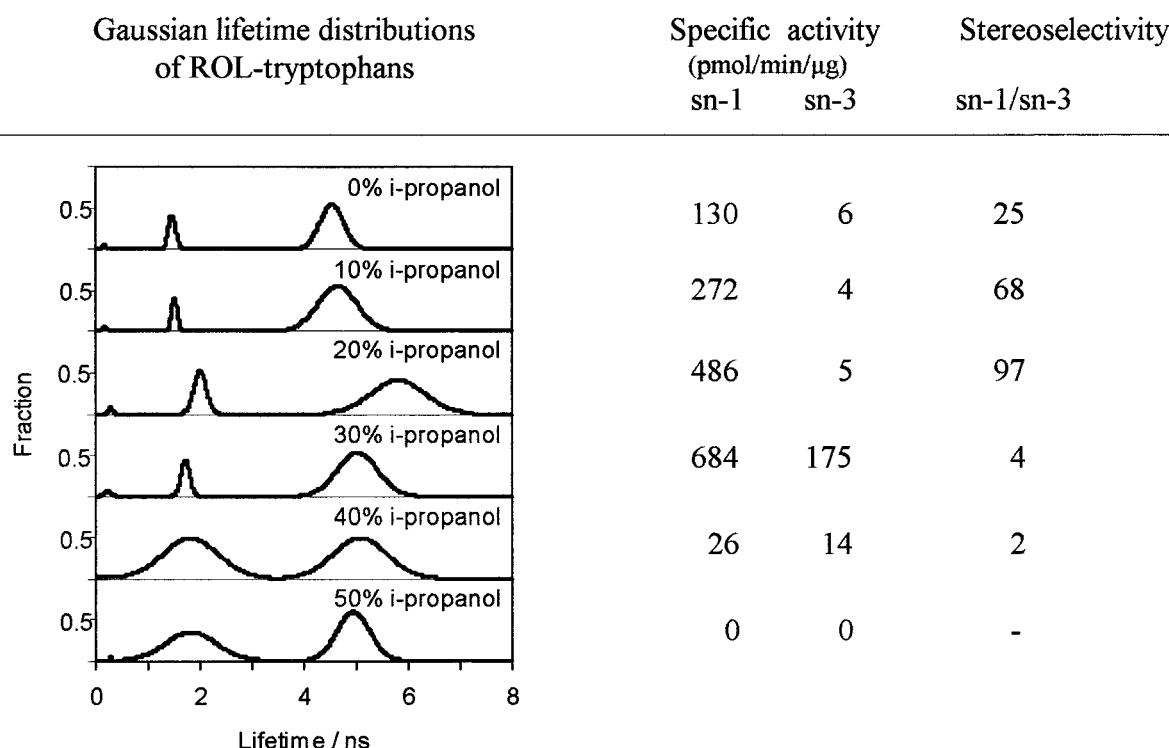 Gaussian lifetime distributions
of ROL-tryptophans
Specific activity
(pmol/min/μg)
sn-1 sn-3
Stereoselectivity
sn-1/sn-3
0.5 0% i-propanol 130 6 25
0.5 10% i-propanol 272 4 68
0.5 20% i-propanol 486 5 97
0.5 30% i-propanol 684 175 4
0.5 40% i-propanol 26 14 2
0.5 50% i-propanol 0 0 -
Fraction
0 2 4 6 8
Lifetime / ns